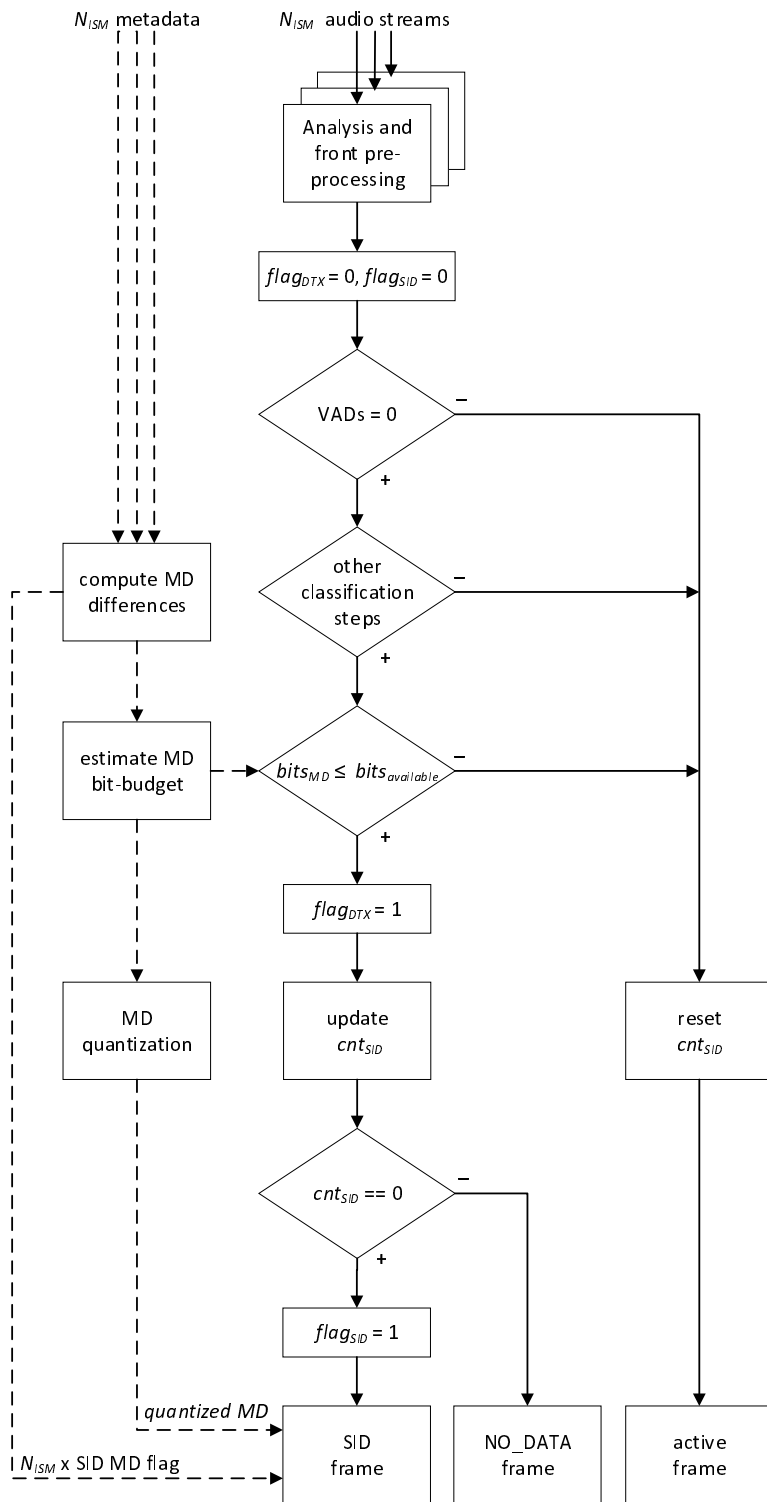 N_ISM metadata
N_ISM audio streams
Analysis and
front pre-
processing
flag_DTX = 0, flag_SID = 0
VADs = 0
–
+
compute MD
differences
other
classification
steps
–
+
estimate MD
bit-budget
bits_MD ≤ bits_available
–
+
flag_DTX = 1
MD
quantization
update
cnt_SID
reset
cnt_SID
cnt_SID == 0
–
+
flag_SID = 1
quantized MD
N_ISM x SID MD flag
SID
frame
NO_DATA
frame
active
frame